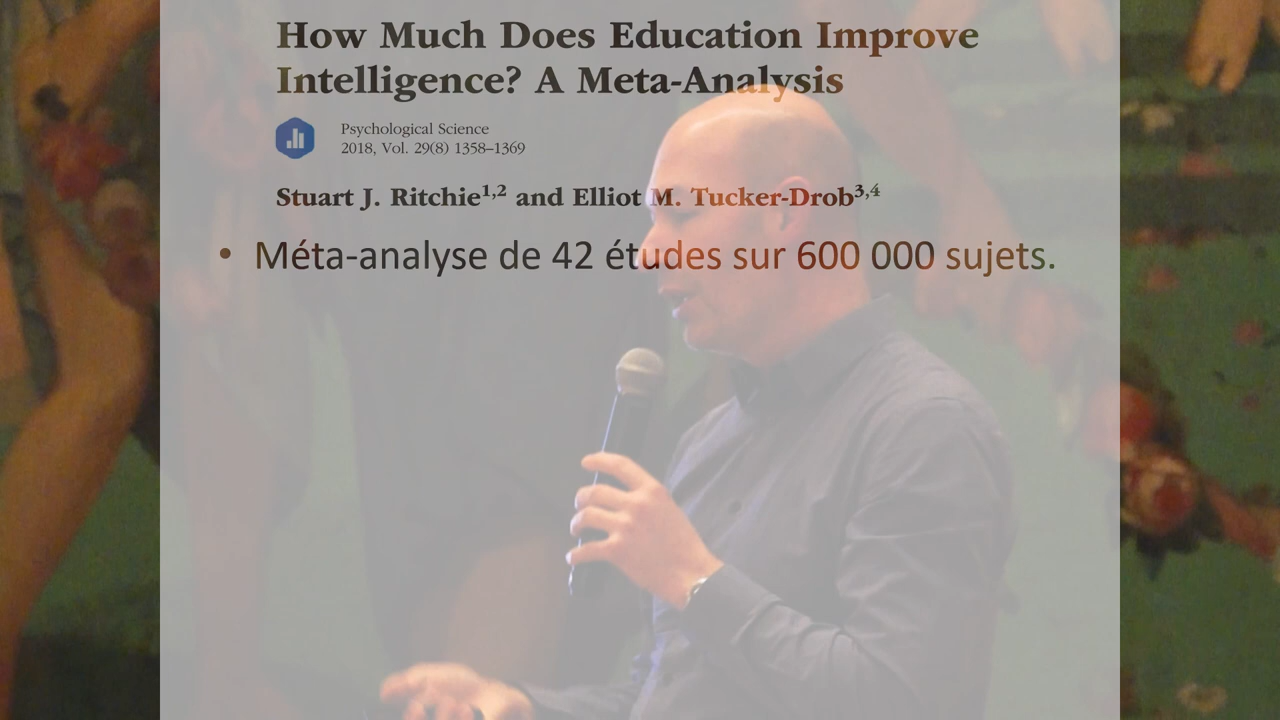 How Much Does Education Improve
Intelligence? A Meta-Analysis
Psychological Science
2018, Vol. 29(8) 1358–1369
Stuart J. Ritchie1,2 and Elliot M. Tucker-Drob3,4
• Méta-analyse de 42 études sur 600 000 sujets.